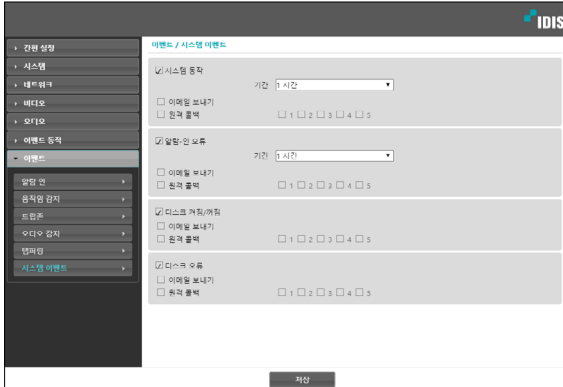 IDIS
간편 설정
시스템
네트워크
비디오
오디오
이벤트 동작
이벤트
알람 인
움직임 감지
트립존
오디오 감지
탬퍼링
시스템 이벤트
이벤트 / 시스템 이벤트
시스템 동작
기간 1 시간
이메일 보내기
원격 콜백 1 2 3 4 5
알람-인 오류
기간 1 시간
이메일 보내기
원격 콜백 1 2 3 4 5
디스크 켜짐/꺼짐
이메일 보내기
원격 콜백 1 2 3 4 5
디스크 오류
이메일 보내기
원격 콜백 1 2 3 4 5
저장